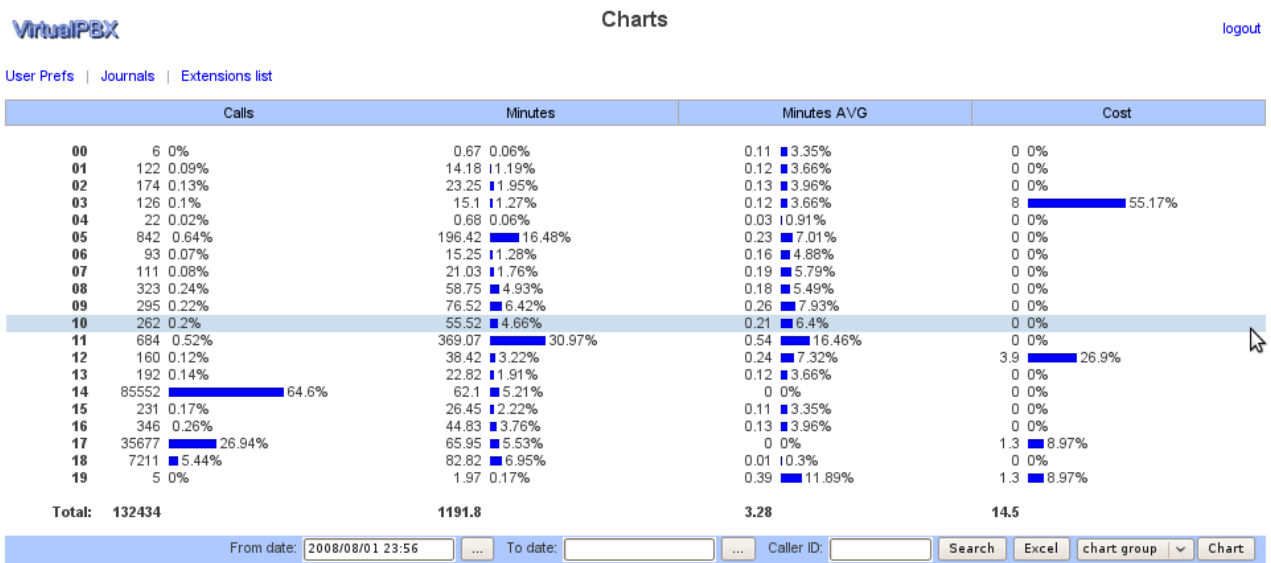 VirtualPBX
Charts
logout
User Prefs | Journals | Extensions list
Calls Minutes Minutes AVG Cost
00 6 0% 0.67 0.06% 0.11 3.35% 0 0%
01 122 0.09% 14.18 1.19% 0.12 3.66% 0 0%
02 174 0.13% 23.25 1.95% 0.13 3.96% 0 0%
03 126 0.1% 15.1 1.27% 0.12 3.66% 8 55.17%
04 22 0.02% 0.68 0.06% 0.03 0.91% 0 0%
05 842 0.64% 196.42 16.48% 0.23 7.01% 0 0%
06 93 0.07% 15.25 1.28% 0.16 4.88% 0 0%
07 111 0.08% 21.03 1.76% 0.19 5.79% 0 0%
08 323 0.24% 58.75 4.93% 0.18 5.49% 0 0%
09 295 0.22% 76.52 6.42% 0.26 7.93% 0 0%
10 262 0.2% 55.52 4.66% 0.21 6.4% 0 0%
11 684 0.52% 369.07 30.97% 0.54 16.46% 0 0%
12 160 0.12% 38.42 3.22% 0.24 7.32% 3.9 26.9%
13 192 0.14% 22.82 1.91% 0.12 3.66% 0 0%
14 85552 64.6% 62.1 5.21% 0 0% 0 0%
15 231 0.17% 26.45 2.22% 0.11 3.35% 0 0%
16 346 0.26% 44.83 3.76% 0.13 3.96% 0 0%
17 35677 26.94% 65.95 5.53% 0 0% 1.3 8.97%
18 7211 5.44% 82.82 6.95% 0.01 0.3% 0 0%
19 5 0% 1.97 0.17% 0.39 11.89% 1.3 8.97%
Total: 132434 1191.8 3.28 14.5
From date: 2008/08/01 23:56 ... To date: ... Caller ID: Search Excel chart group Chart